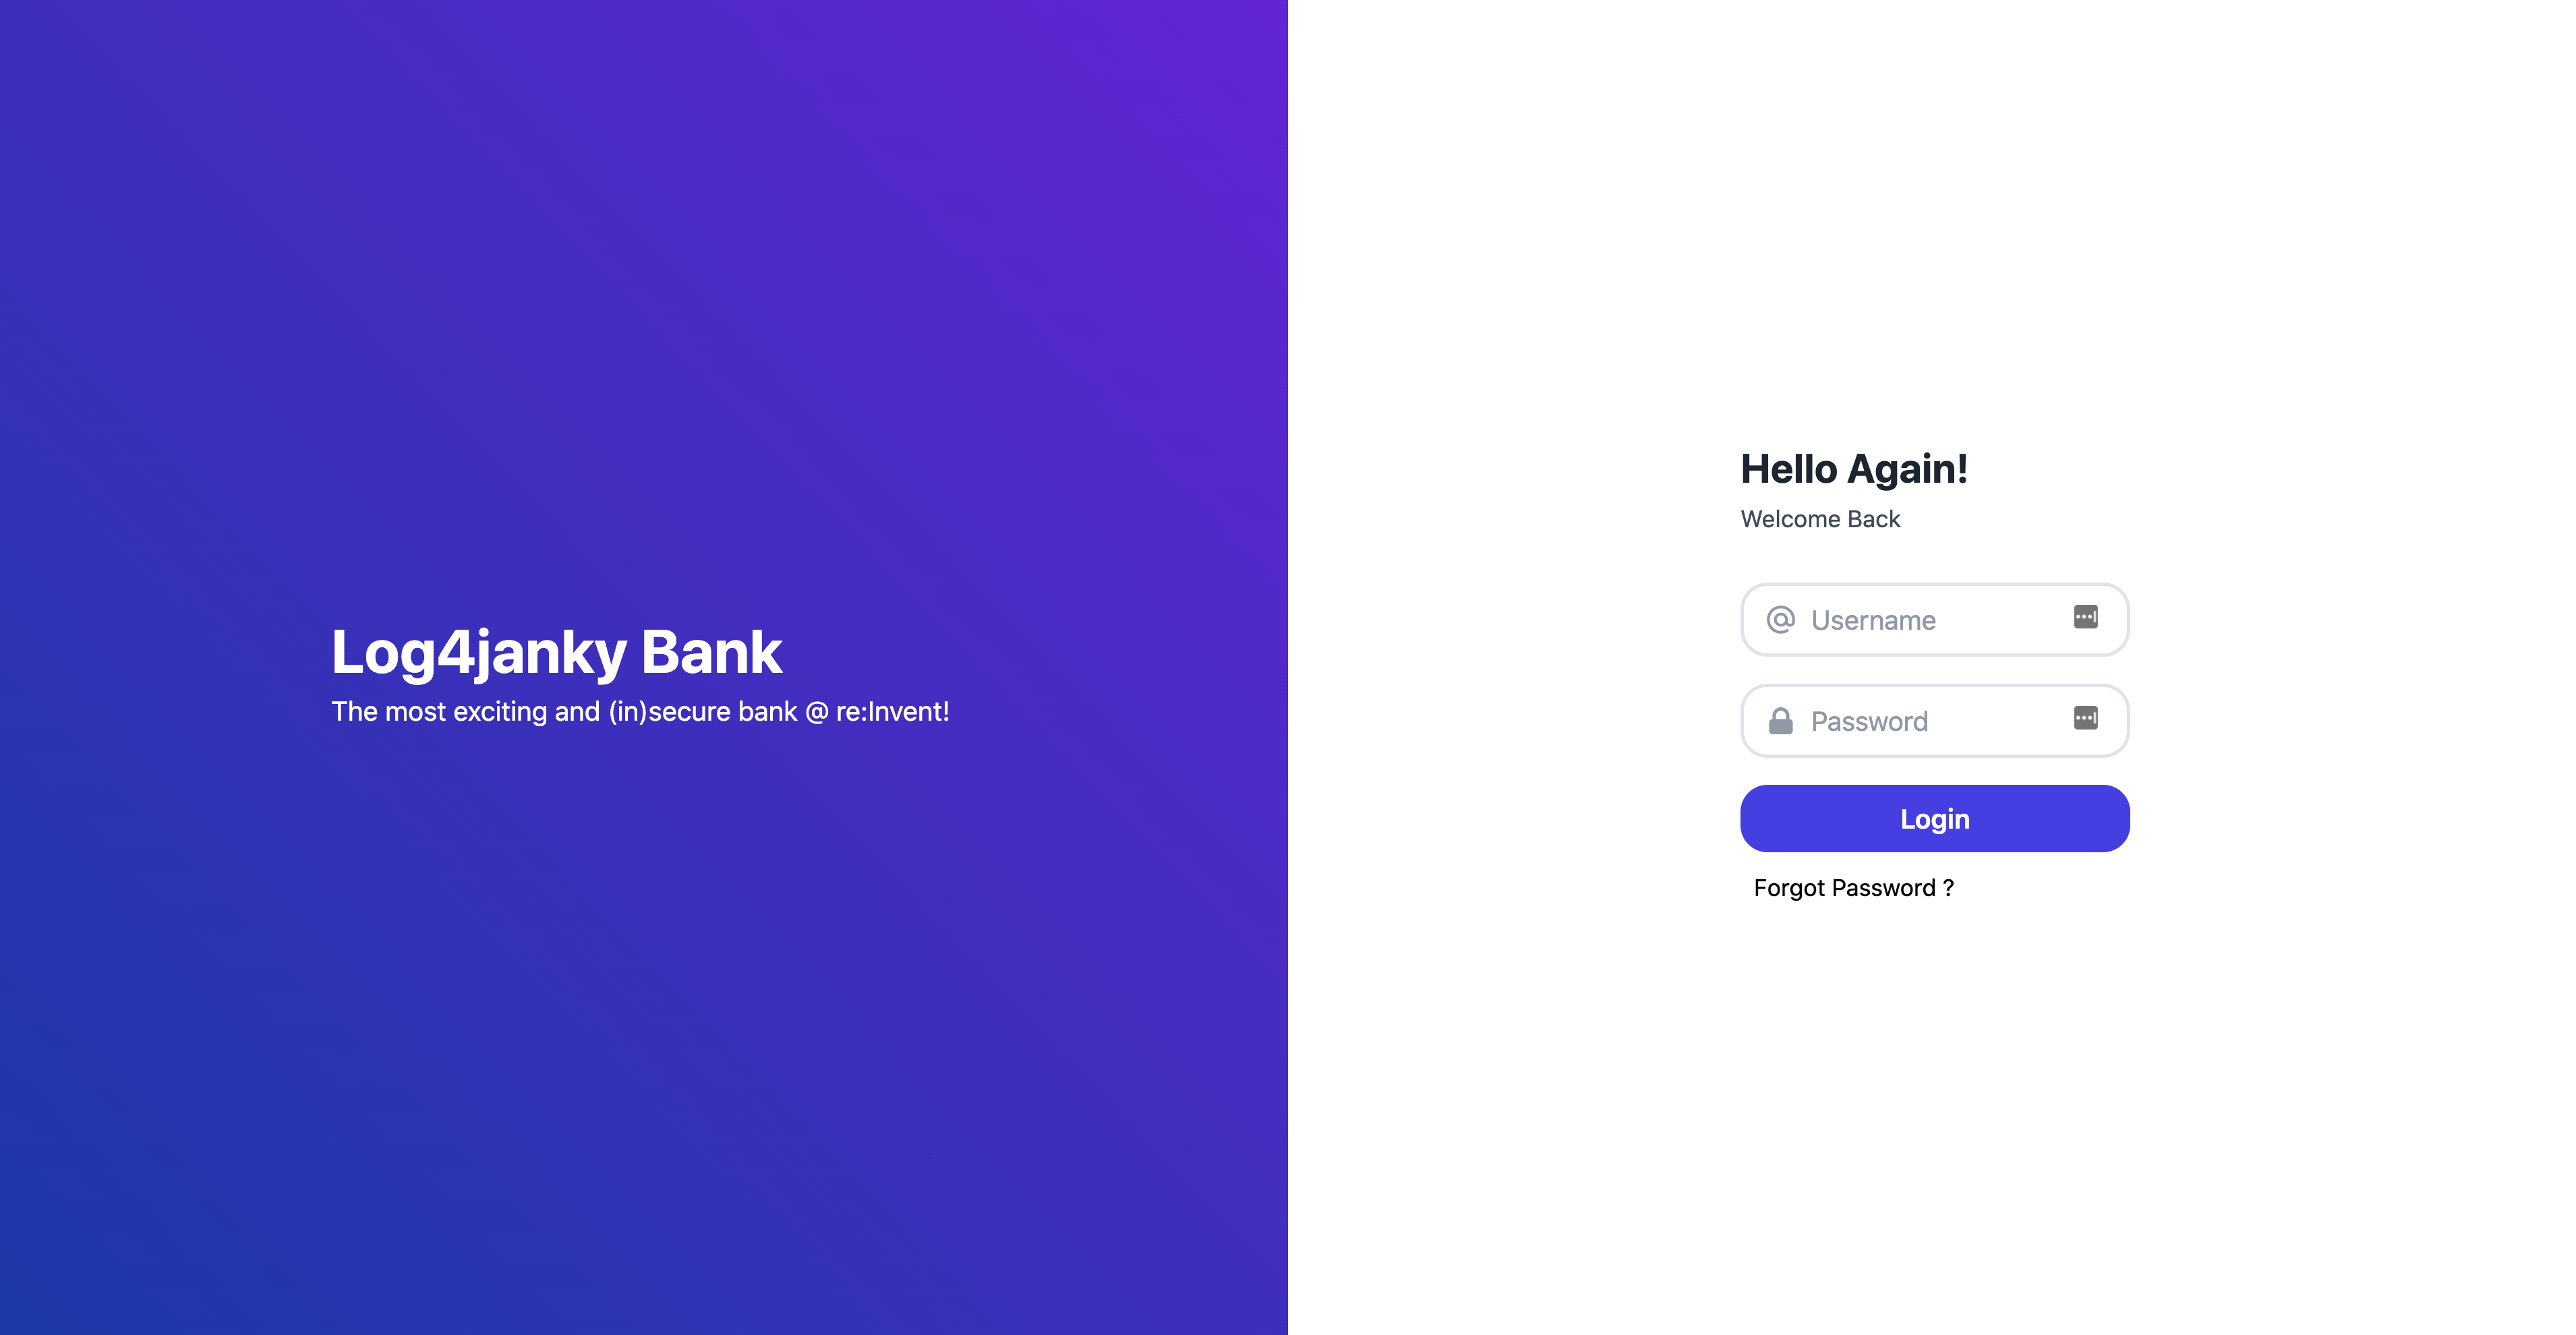 Log4janky Bank
The most exciting and (in)secure bank @ re:Invent!
Hello Again!
Welcome Back
Username
Password
Login
Forgot Password ?